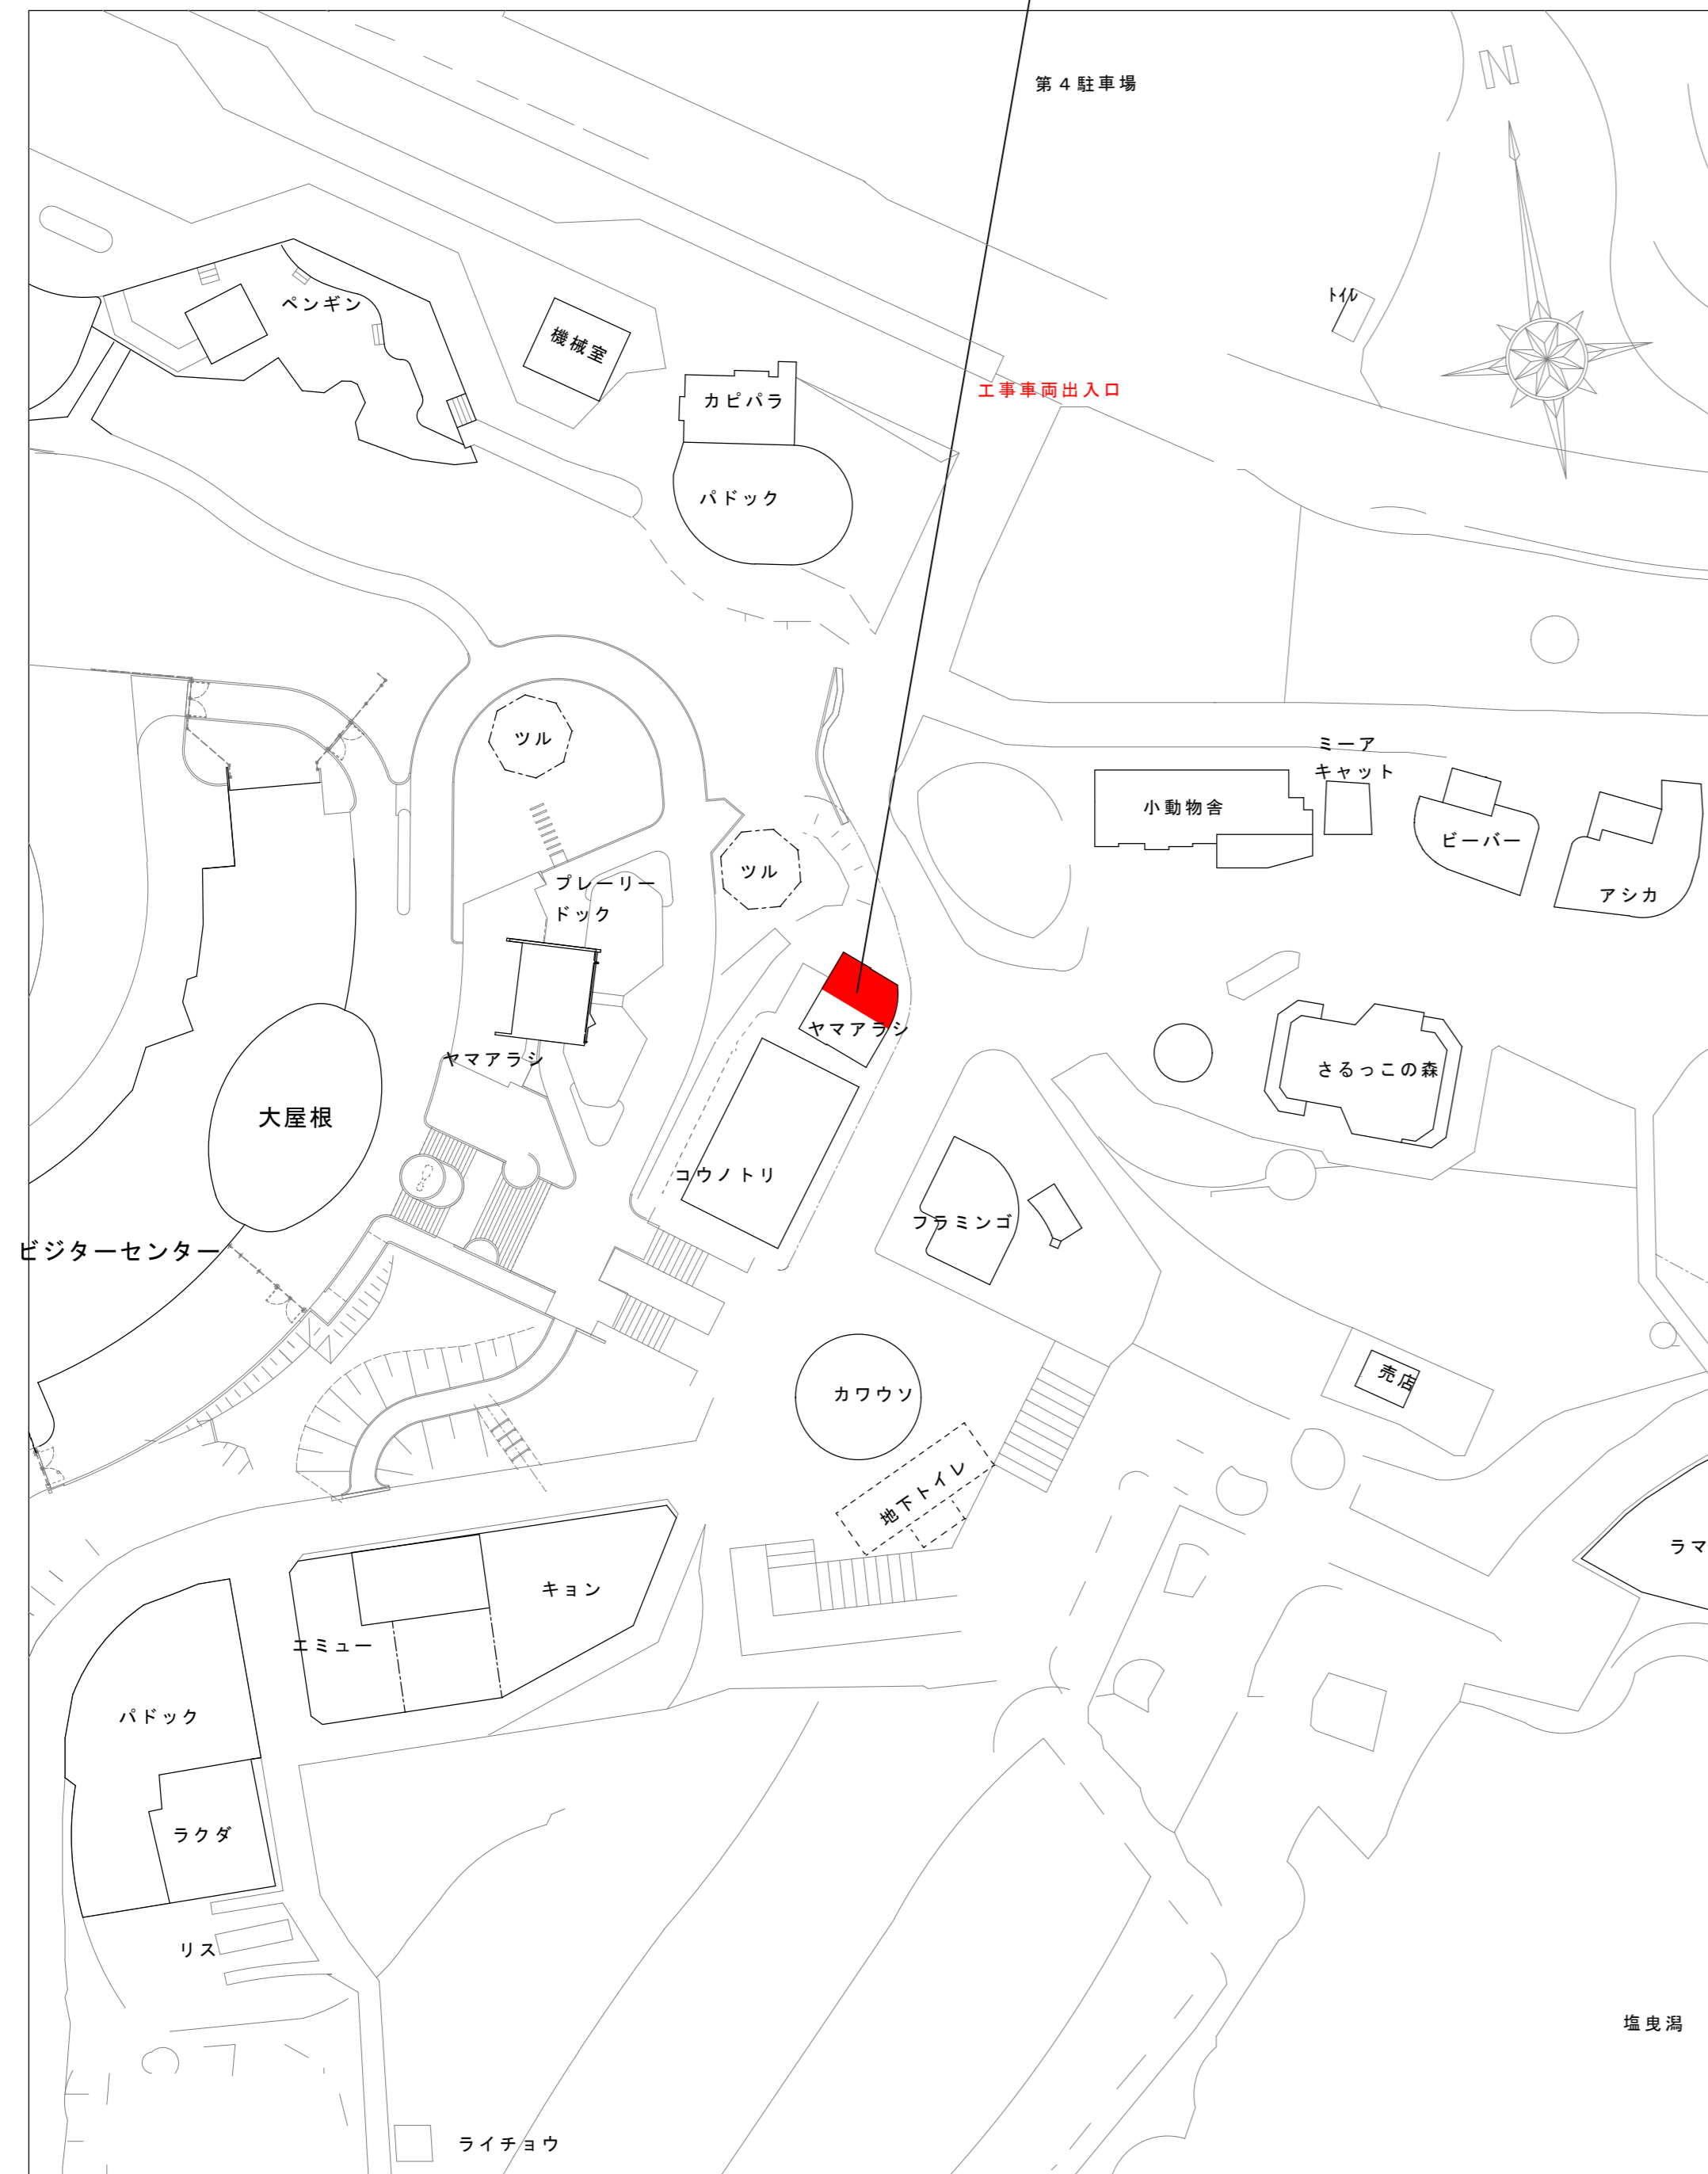 第４駐車場
N
トイレ
ペンギン
機械室
カピパラ
工事車両出入口
パドック
ツル
ミーア
キャット
小動物舎
ビーバー
アシカ
ツル
プレーリー
ドック
ヤマアラシ
ヤマアラシ
さるっこの森
大屋根
コウノトリ
フラミンゴ
ビジターセンター
売店
カワウソ
地下トイレ
ラマ
キョン
エミュー
パドック
ラクダ
リス
塩曳潟
ライチョウ